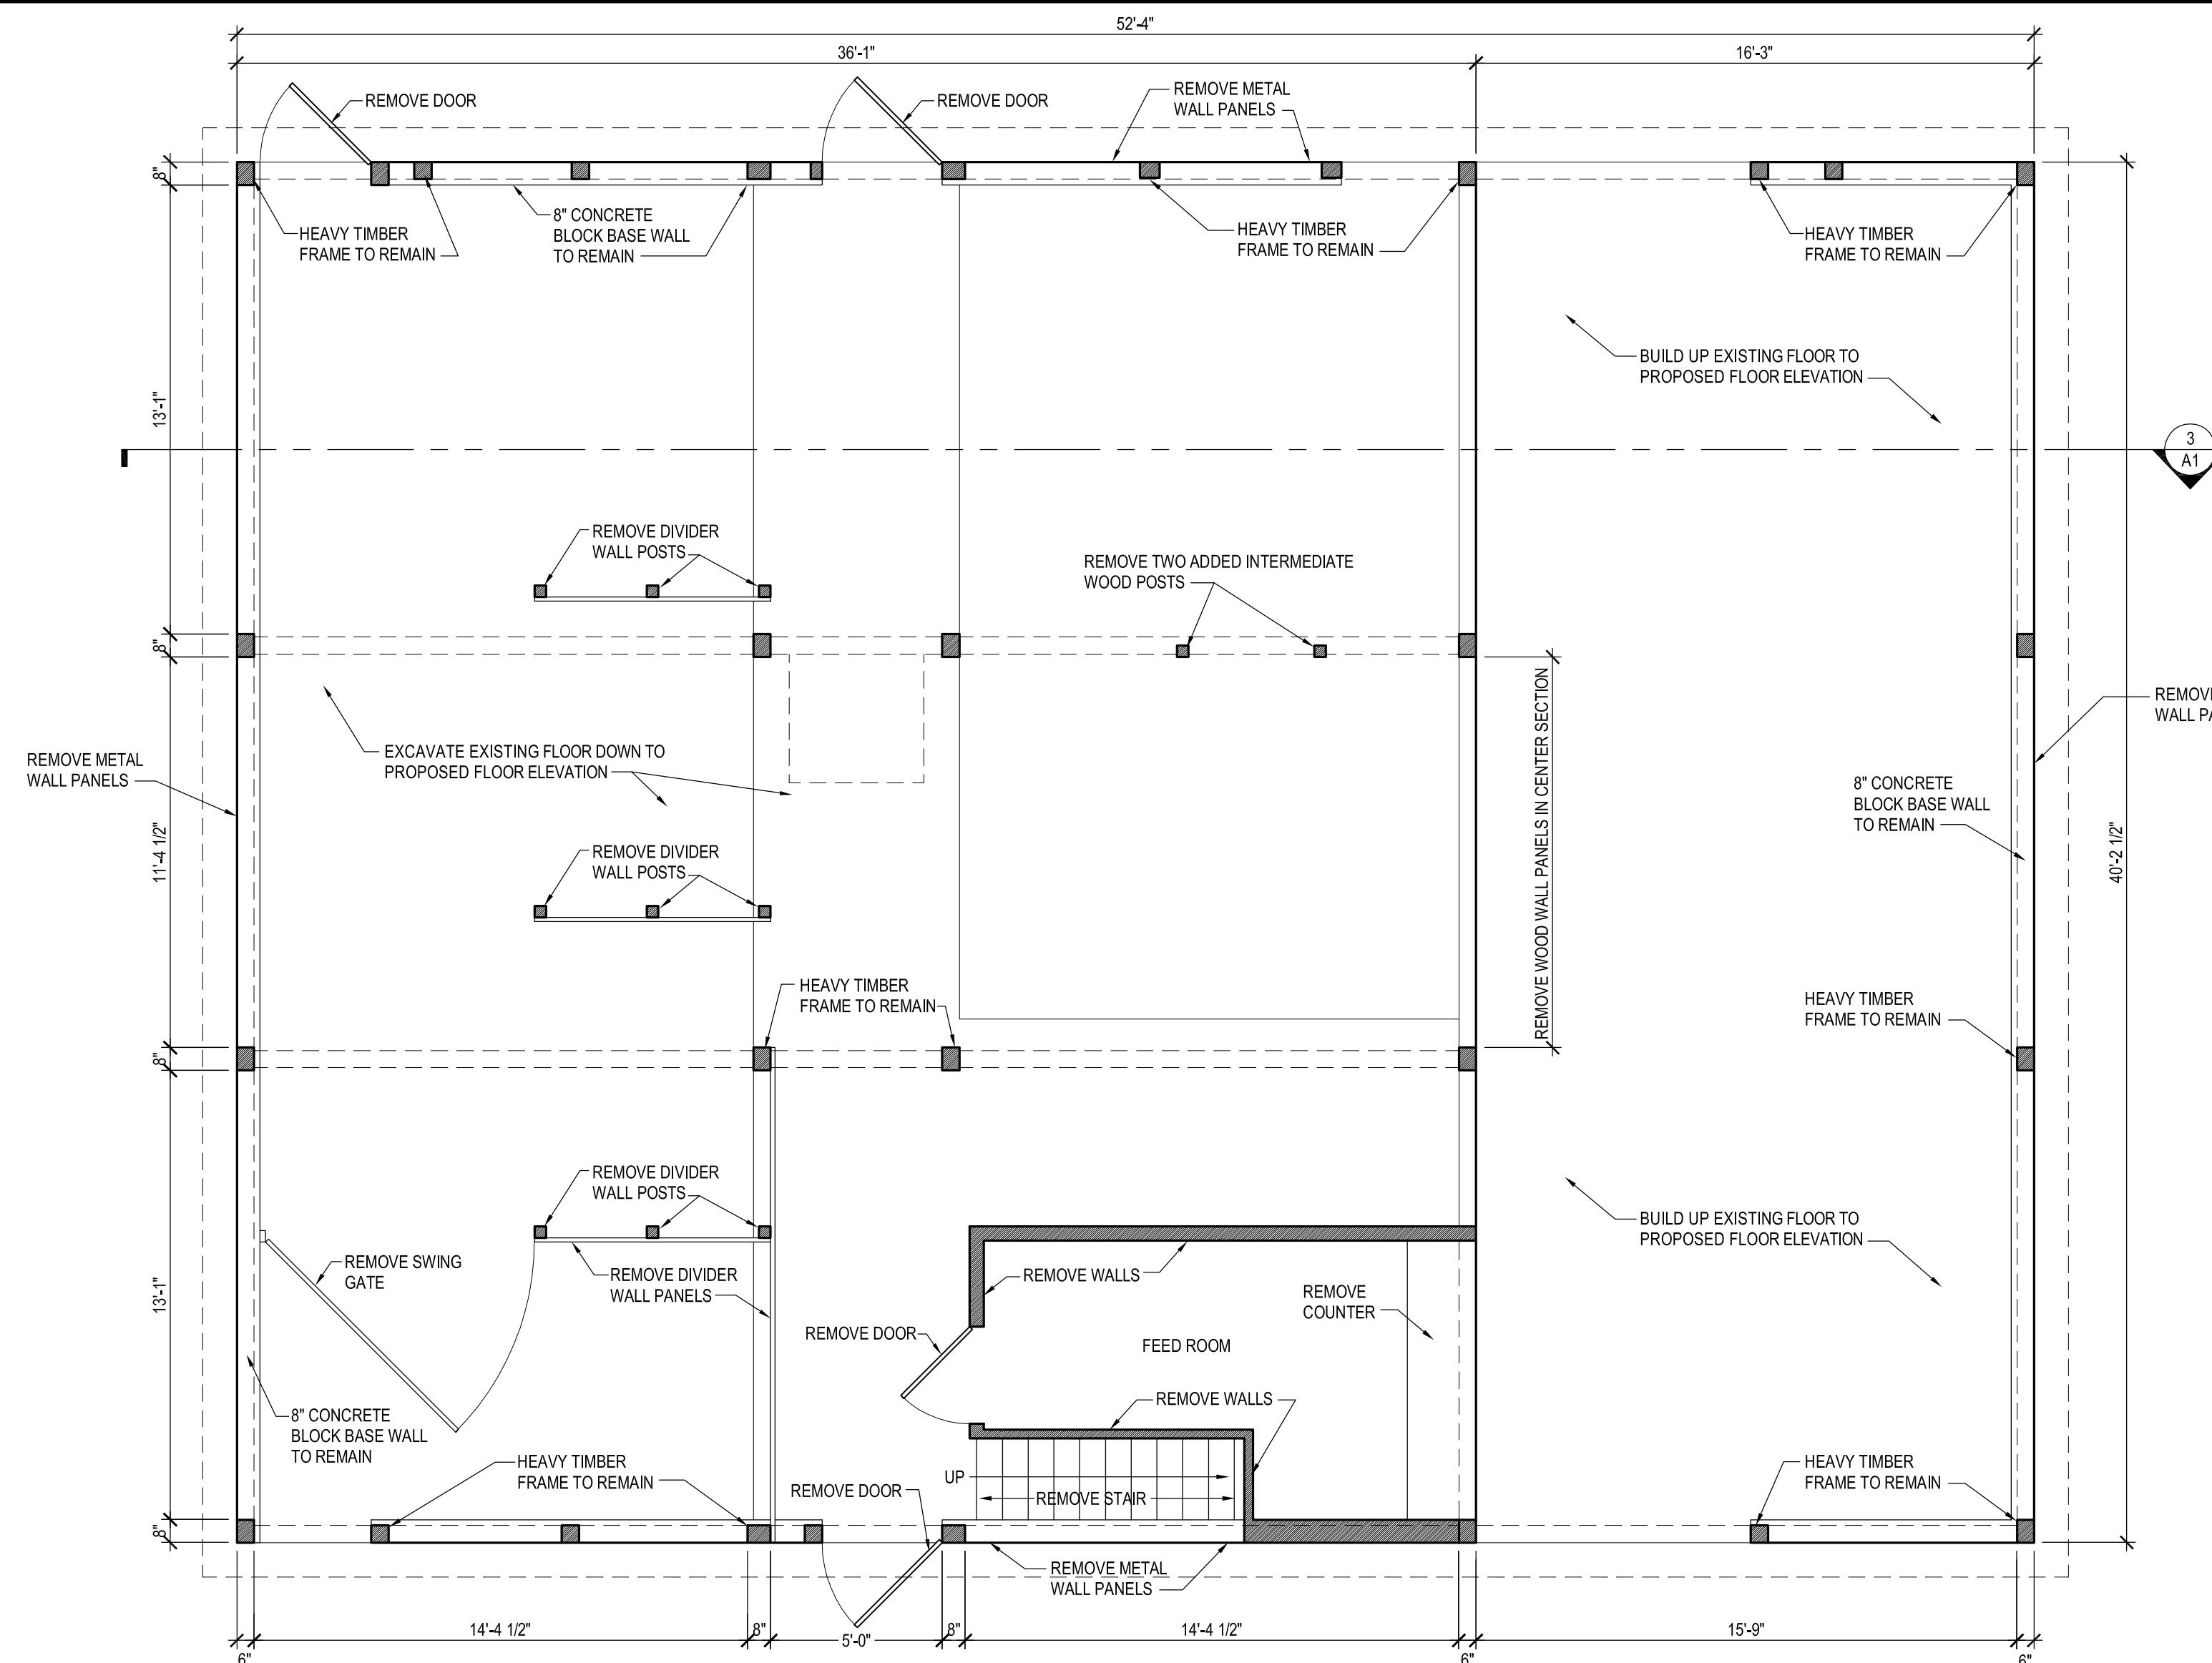 52'-4"
36'-1"
16'-3"
REMOVE DOOR
REMOVE DOOR
REMOVE METAL
WALL PANELS
8"
HEAVY TIMBER
FRAME TO REMAIN
8" CONCRETE
BLOCK BASE WALL
TO REMAIN
HEAVY TIMBER
FRAME TO REMAIN
HEAVY TIMBER
FRAME TO REMAIN
BUILD UP EXISTING FLOOR TO
PROPOSED FLOOR ELEVATION
13'-1"
3
A1
REMOVE DIVIDER
WALL POSTS
REMOVE TWO ADDED INTERMEDIATE
WOOD POSTS
8"
REMOVE WOOD WALL PANELS IN CENTER SECTION
EXCAVATE EXISTING FLOOR DOWN TO
PROPOSED FLOOR ELEVATION
REMOVE METAL
WALL PANELS
8" CONCRETE
BLOCK BASE WALL
TO REMAIN
11'-4 1/2"
40'-2 1/2"
REMOVE DIVIDER
WALL POSTS
HEAVY TIMBER
FRAME TO REMAIN
HEAVY TIMBER
FRAME TO REMAIN
8"
REMOVE DIVIDER
WALL POSTS
BUILD UP EXISTING FLOOR TO
PROPOSED FLOOR ELEVATION
REMOVE SWING
GATE
REMOVE DIVIDER
WALL PANELS
REMOVE WALLS
REMOVE
COUNTER
13'-1"
REMOVE DOOR
FEED ROOM
REMOVE WALLS
8" CONCRETE
BLOCK BASE WALL
TO REMAIN
HEAVY TIMBER
FRAME TO REMAIN
UP
REMOVE STAIR
REMOVE DOOR
HEAVY TIMBER
FRAME TO REMAIN
8"
REMOVE METAL
WALL PANELS
14'-4 1/2"
8"
5'-0"
8"
14'-4 1/2"
15'-9"
6"
6"
6"